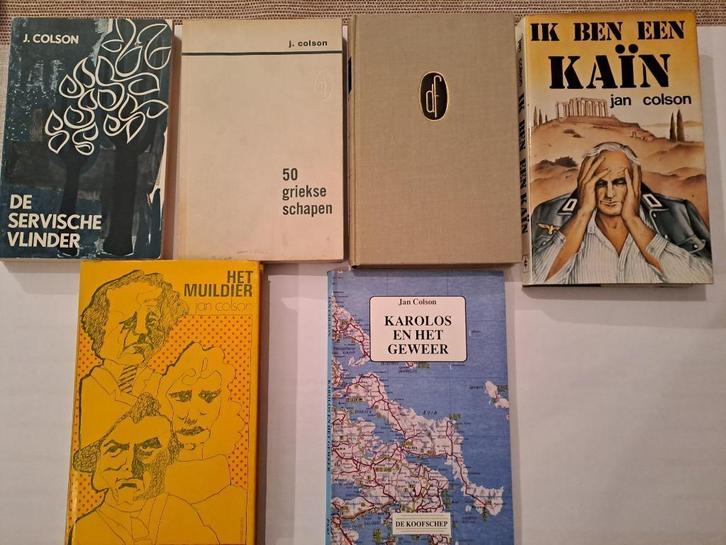 J. COLSON
DE
SERVISCHE
VLINDER
j. colson
50
griekse
schapen
df
IK BEN EEN
KAÏN
jan colson
IK BEN EEN KAIN
HET
MUILDIER
jan colson
Jan Colson
KAROLOS
EN HET
GEWEER
DE KOOFSCHEP